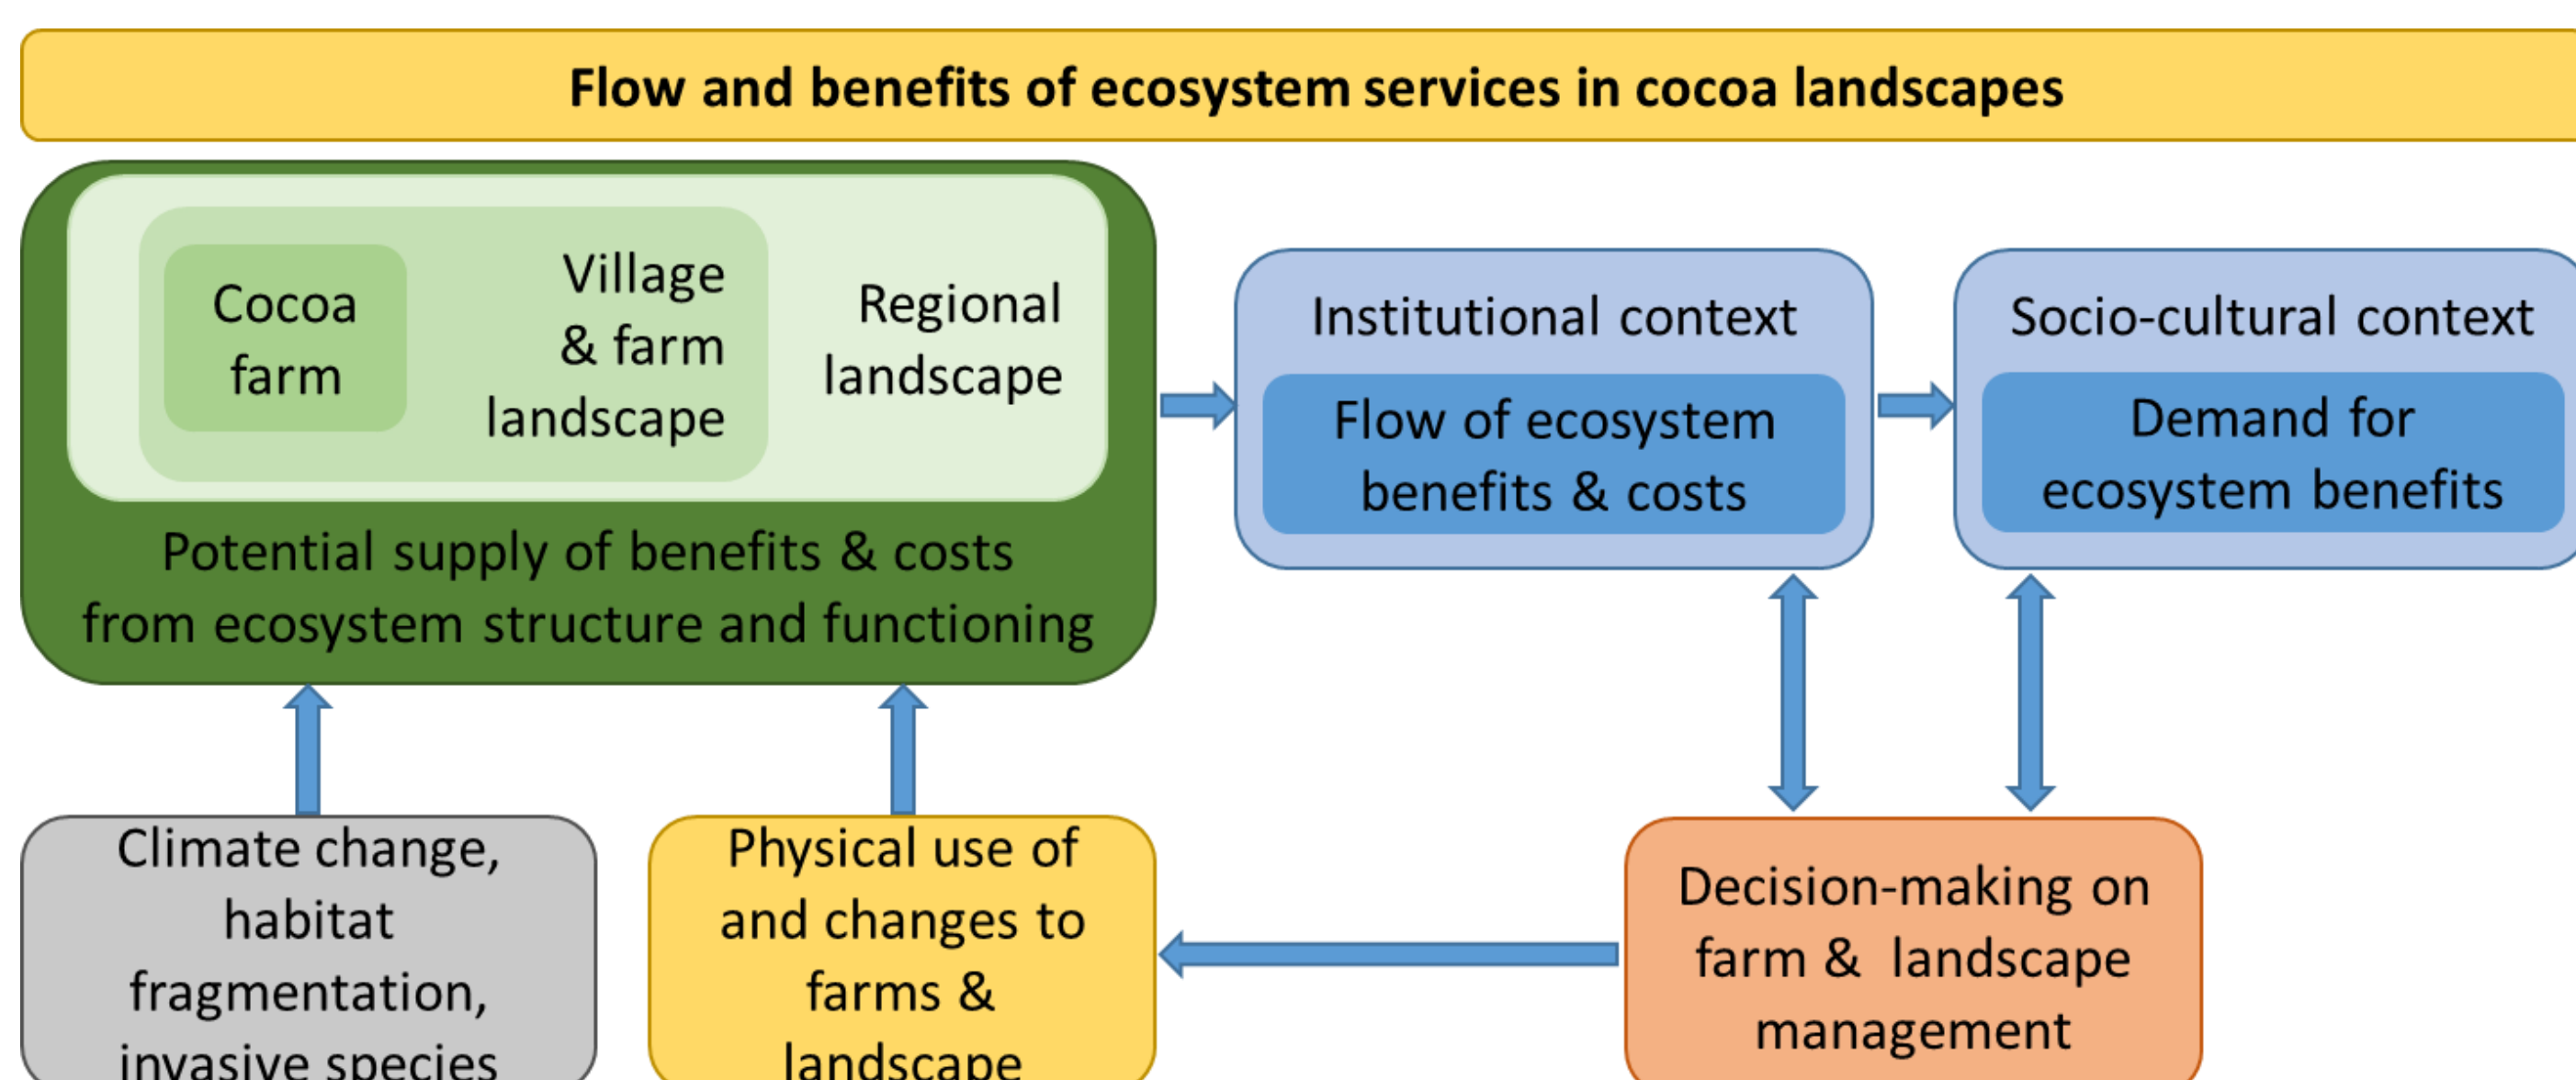 Flow and benefits of ecosystem services in cocoa landscapes
Cocoa
farm
Village
& farm
landscape
Regional
landscape
Potential supply of benefits & costs
from ecosystem structure and functioning
Institutional context
Flow of ecosystem
benefits & costs
Socio-cultural context
Demand for
ecosystem benefits
Climate change,
habitat
fragmentation,
invasive species
Physical use of
and changes to
farms &
landscape
Decision-making on
farm & landscape
management